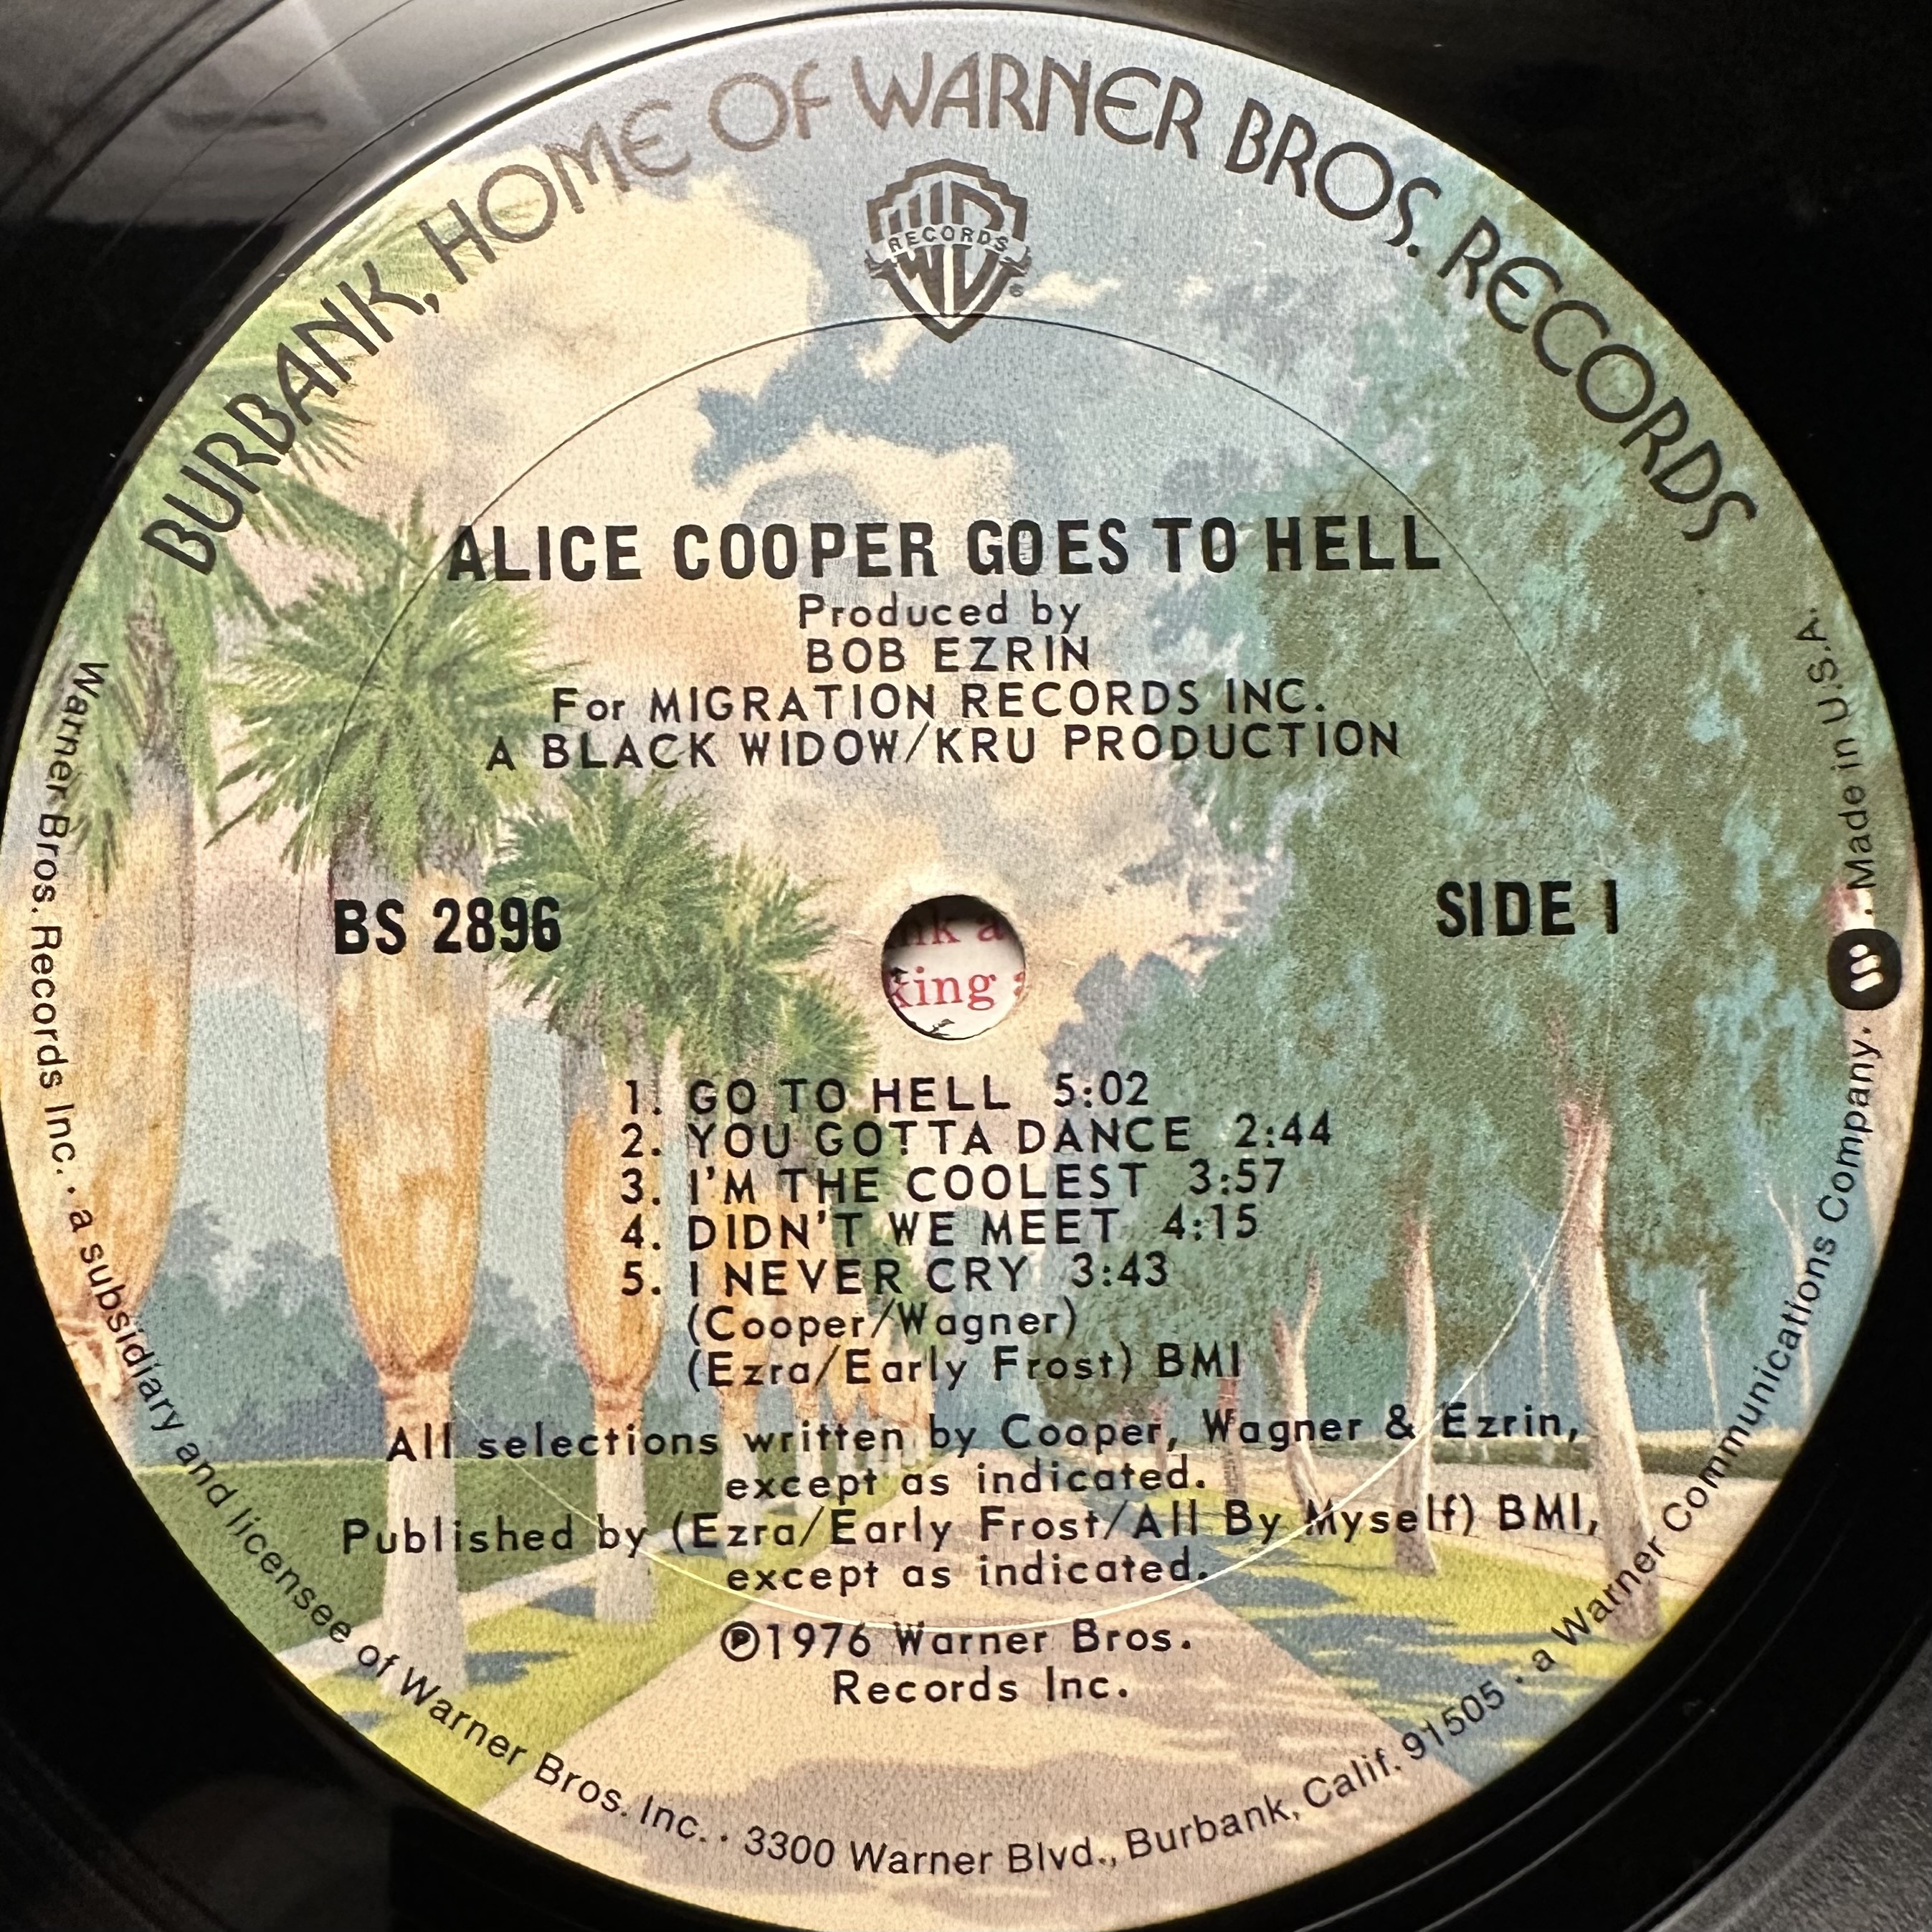 BURBANK, HOME OF WARNER BROS. RECORDS
RECORDS
ALICE COOPER GOES TO HELL
Produced by
BOB EZRIN
For MIGRATION RECORDS INC.
A BLACK WIDOW/KRU PRODUCTION
BS 2896
SIDE 1
king
1. GO TO HELL 5:02
2. YOU GOTTA DANCE 2:44
3. I'M THE COOLEST 3:57
4. DIDN'T WE MEET 4:15
5. I NEVER CRY 3:43
(Cooper/Wagner)
(Ezra/Early Frost) BMI
All selections written by Cooper, Wagner & Ezrin,
except as indicated.
Published by (Ezra/Early Frost/All By Myself) BMI,
except as indicated.
℗1976 Warner Bros.
Records Inc.
Warner Bros. Records Inc. · a subsidiary and licensee of Warner Bros. Inc. · 3300 Warner Blvd., Burbank, Calif. 91505 · a Warner Communications Company. W. Made in U.S.A.